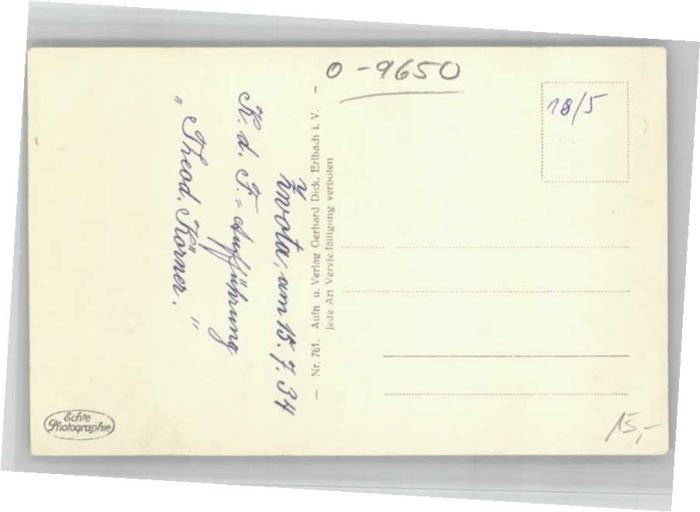 o-9650
18/5
Zwota, am 15.7.34
K. d. F.=Aufführung
„Theod. Körner."
— Nr. 761. Aufn u. Verlag Gerhard Dick, Erlbach i. V. —
Jede Art Vervielfältigung verboten
Echte
Photographie
15,-